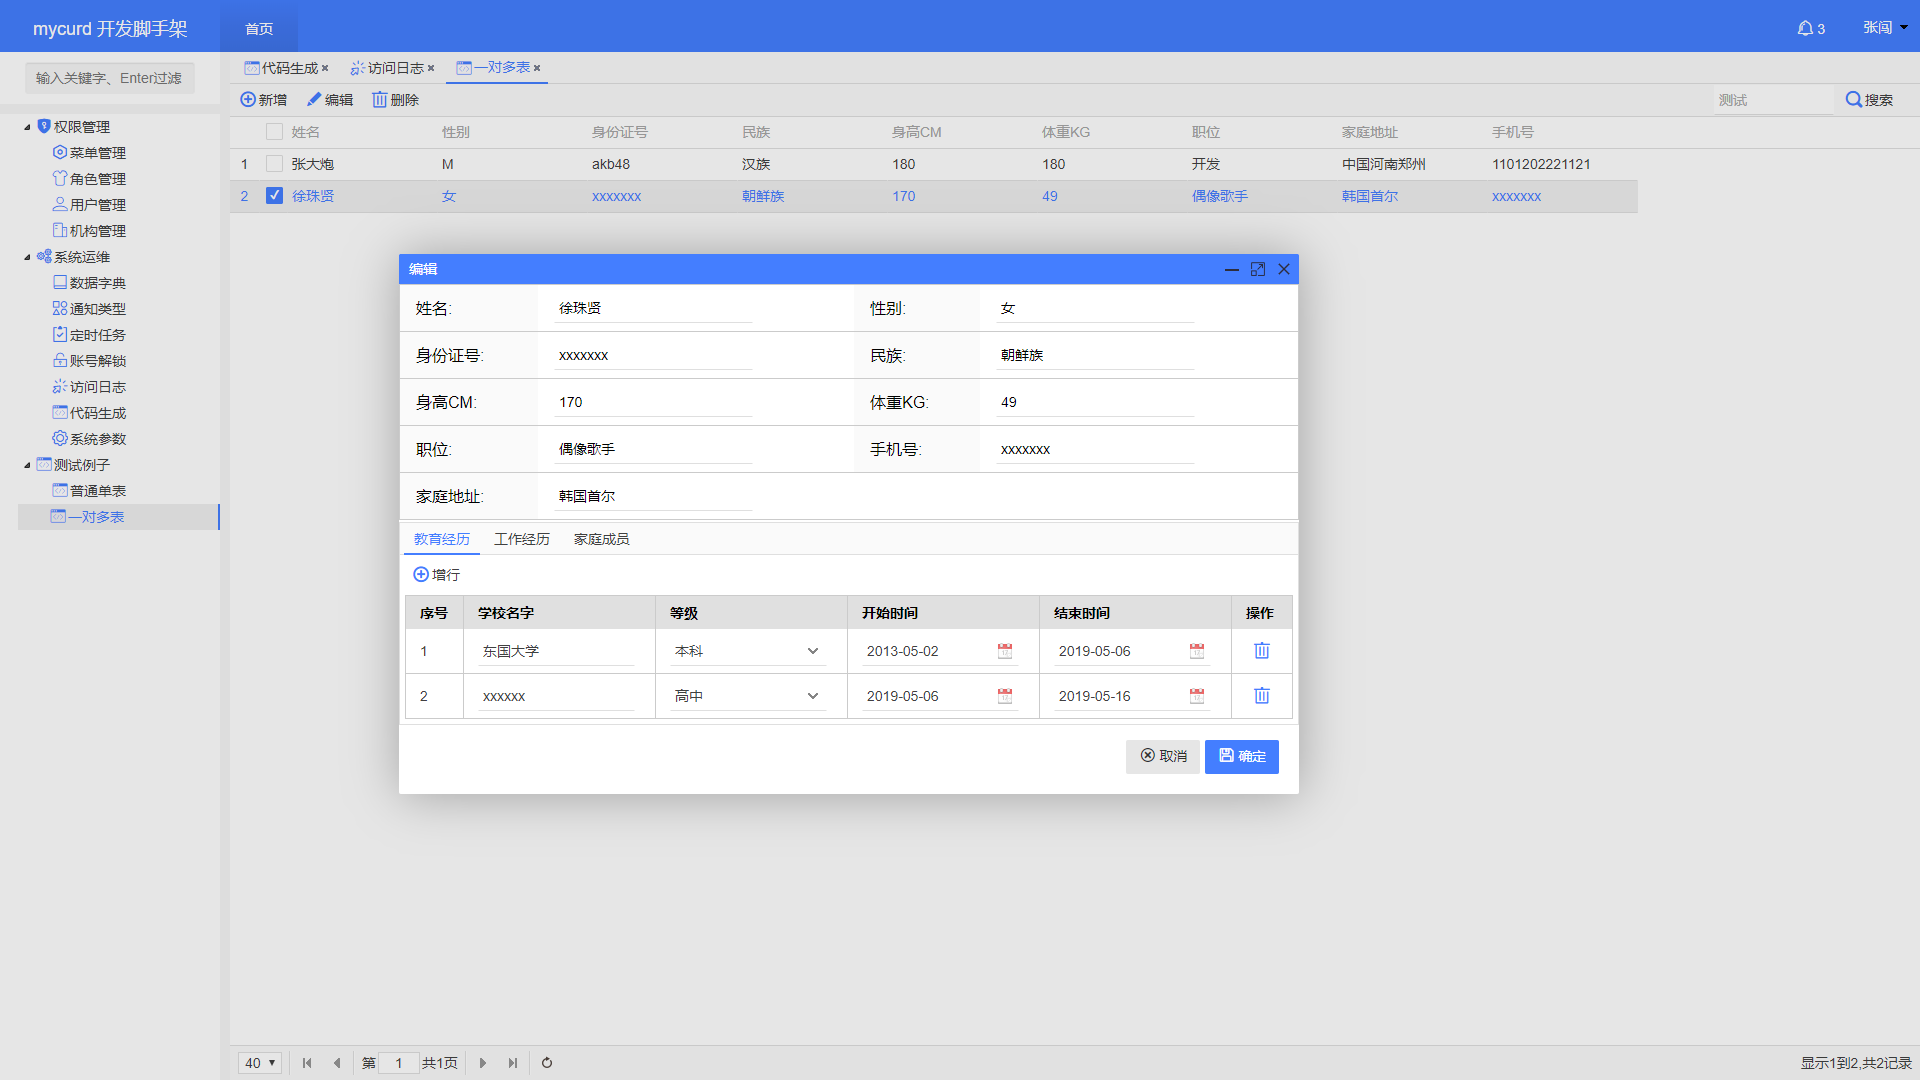 mycurd 开发脚手架
首页
3
张闯
输入关键字、Enter过滤
权限管理
菜单管理
角色管理
用户管理
机构管理
系统运维
数据字典
通知类型
定时任务
账号解锁
访问日志
代码生成
系统参数
测试例子
普通单表
一对多表
代码生成 访问日志 一对多表
新增 编辑 删除 测试 搜索
姓名 性别 身份证号 民族 身高CM 体重KG 职位 家庭地址 手机号
1 张大炮 M akb48 汉族 180 180 开发 中国河南郑州 1101202221121
2 徐珠贤 女 xxxxxxx 朝鲜族 170 49 偶像歌手 韩国首尔 xxxxxxx
编辑
姓名: 徐珠贤 性别: 女
身份证号: xxxxxxx 民族: 朝鲜族
身高CM: 170 体重KG: 49
职位: 偶像歌手 手机号: xxxxxxx
家庭地址: 韩国首尔
教育经历 工作经历 家庭成员
增行
序号 学校名字 等级 开始时间 结束时间 操作
1 东国大学 本科 2013-05-02 2019-05-06
2 xxxxxx 高中 2019-05-06 2019-05-16
取消 确定
40 第 1 共1页 显示1到2,共2记录